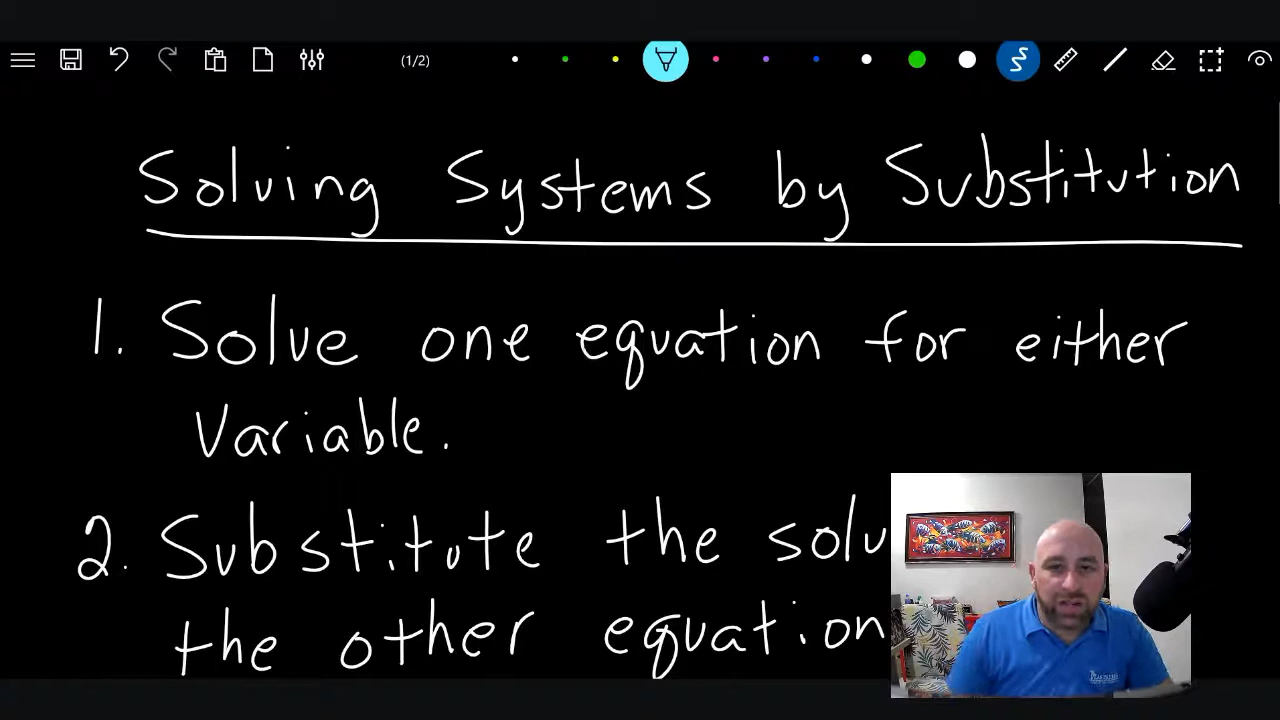 (1/2)
Solving Systems by Substitution
1. Solve one equation for either
Variable.
2. Substitute the solu
the other equation